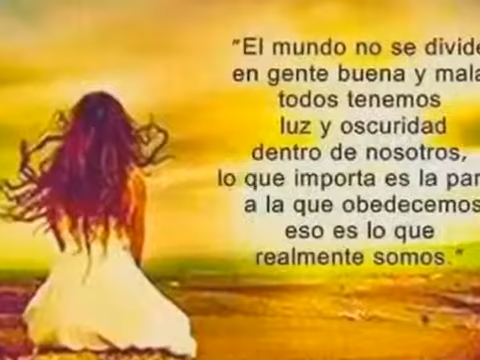 "El mundo no se divide
en gente buena y mala
todos tenemos
luz y oscuridad
dentro de nosotros,
lo que importa es la par
a la que obedecemos
eso es lo que
realmente somos."